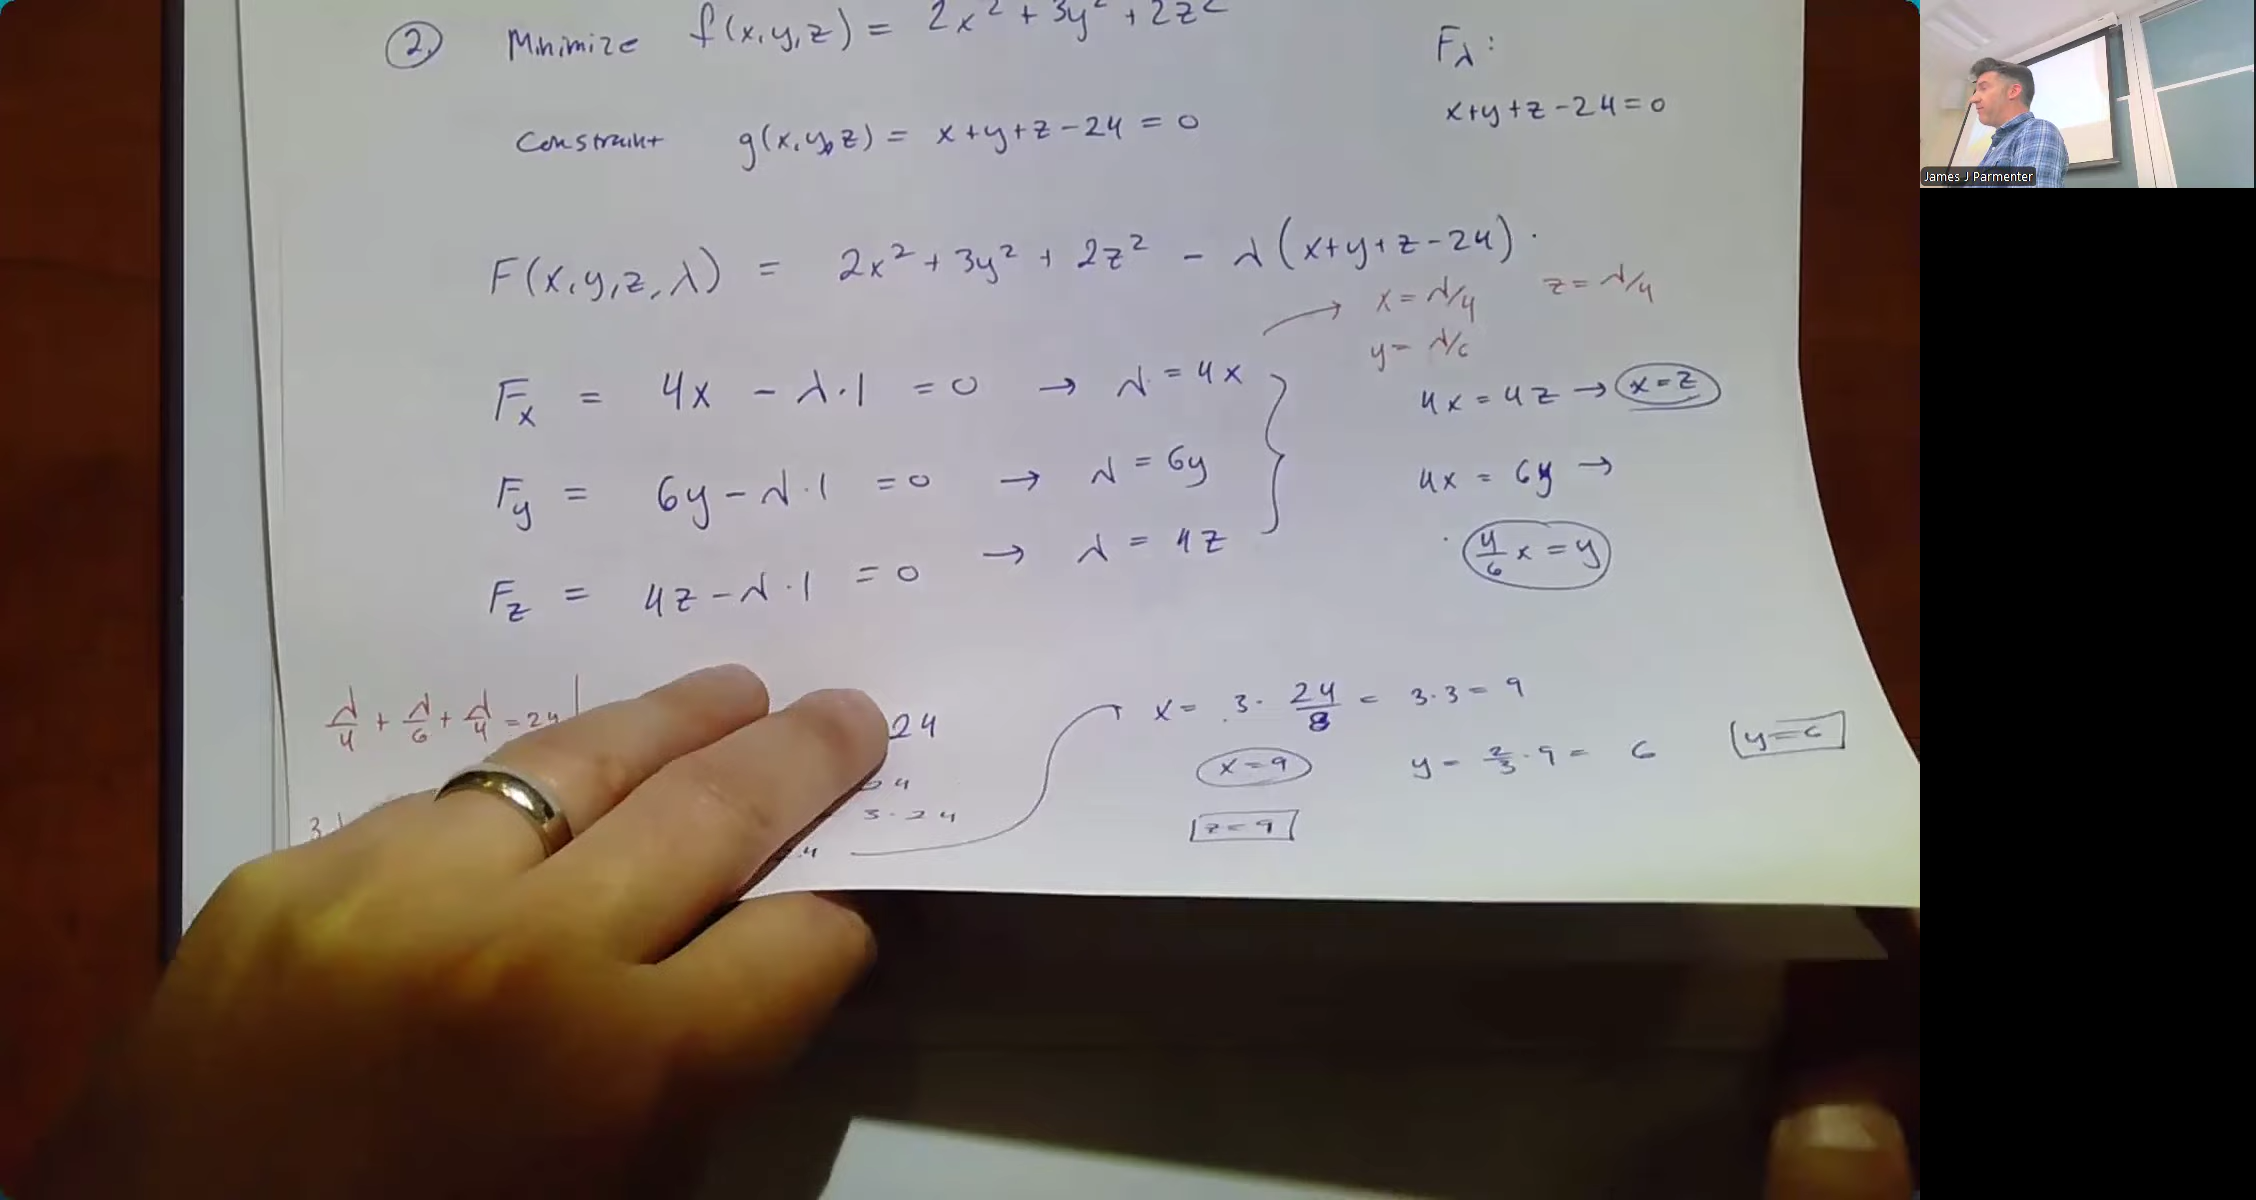 2. Minimize f(x,y,z) = 2x² + 3y² + 2z²
Constraint g(x,y,z) = x+y+z-24 = 0
Fλ:
x+y+z-24=0
F(x,y,z,λ) = 2x² + 3y² + 2z² - λ(x+y+z-24).
x = λ/4 z = λ/4
y = λ/6
Fx = 4x - λ·1 = 0 → λ = 4x
Fy = 6y - λ·1 = 0 → λ = 6y
Fz = 4z - λ·1 = 0 → λ = 4z
4x = 4z → x=z
4x = 6y →
4/6 x = y
λ/4 + λ/6 + λ/4 = 24
24
3·24
x = 3· 24/8 = 3·3 = 9
x=9
z=9
y = 2/3·9 = 6
y=6
James J Parmenter